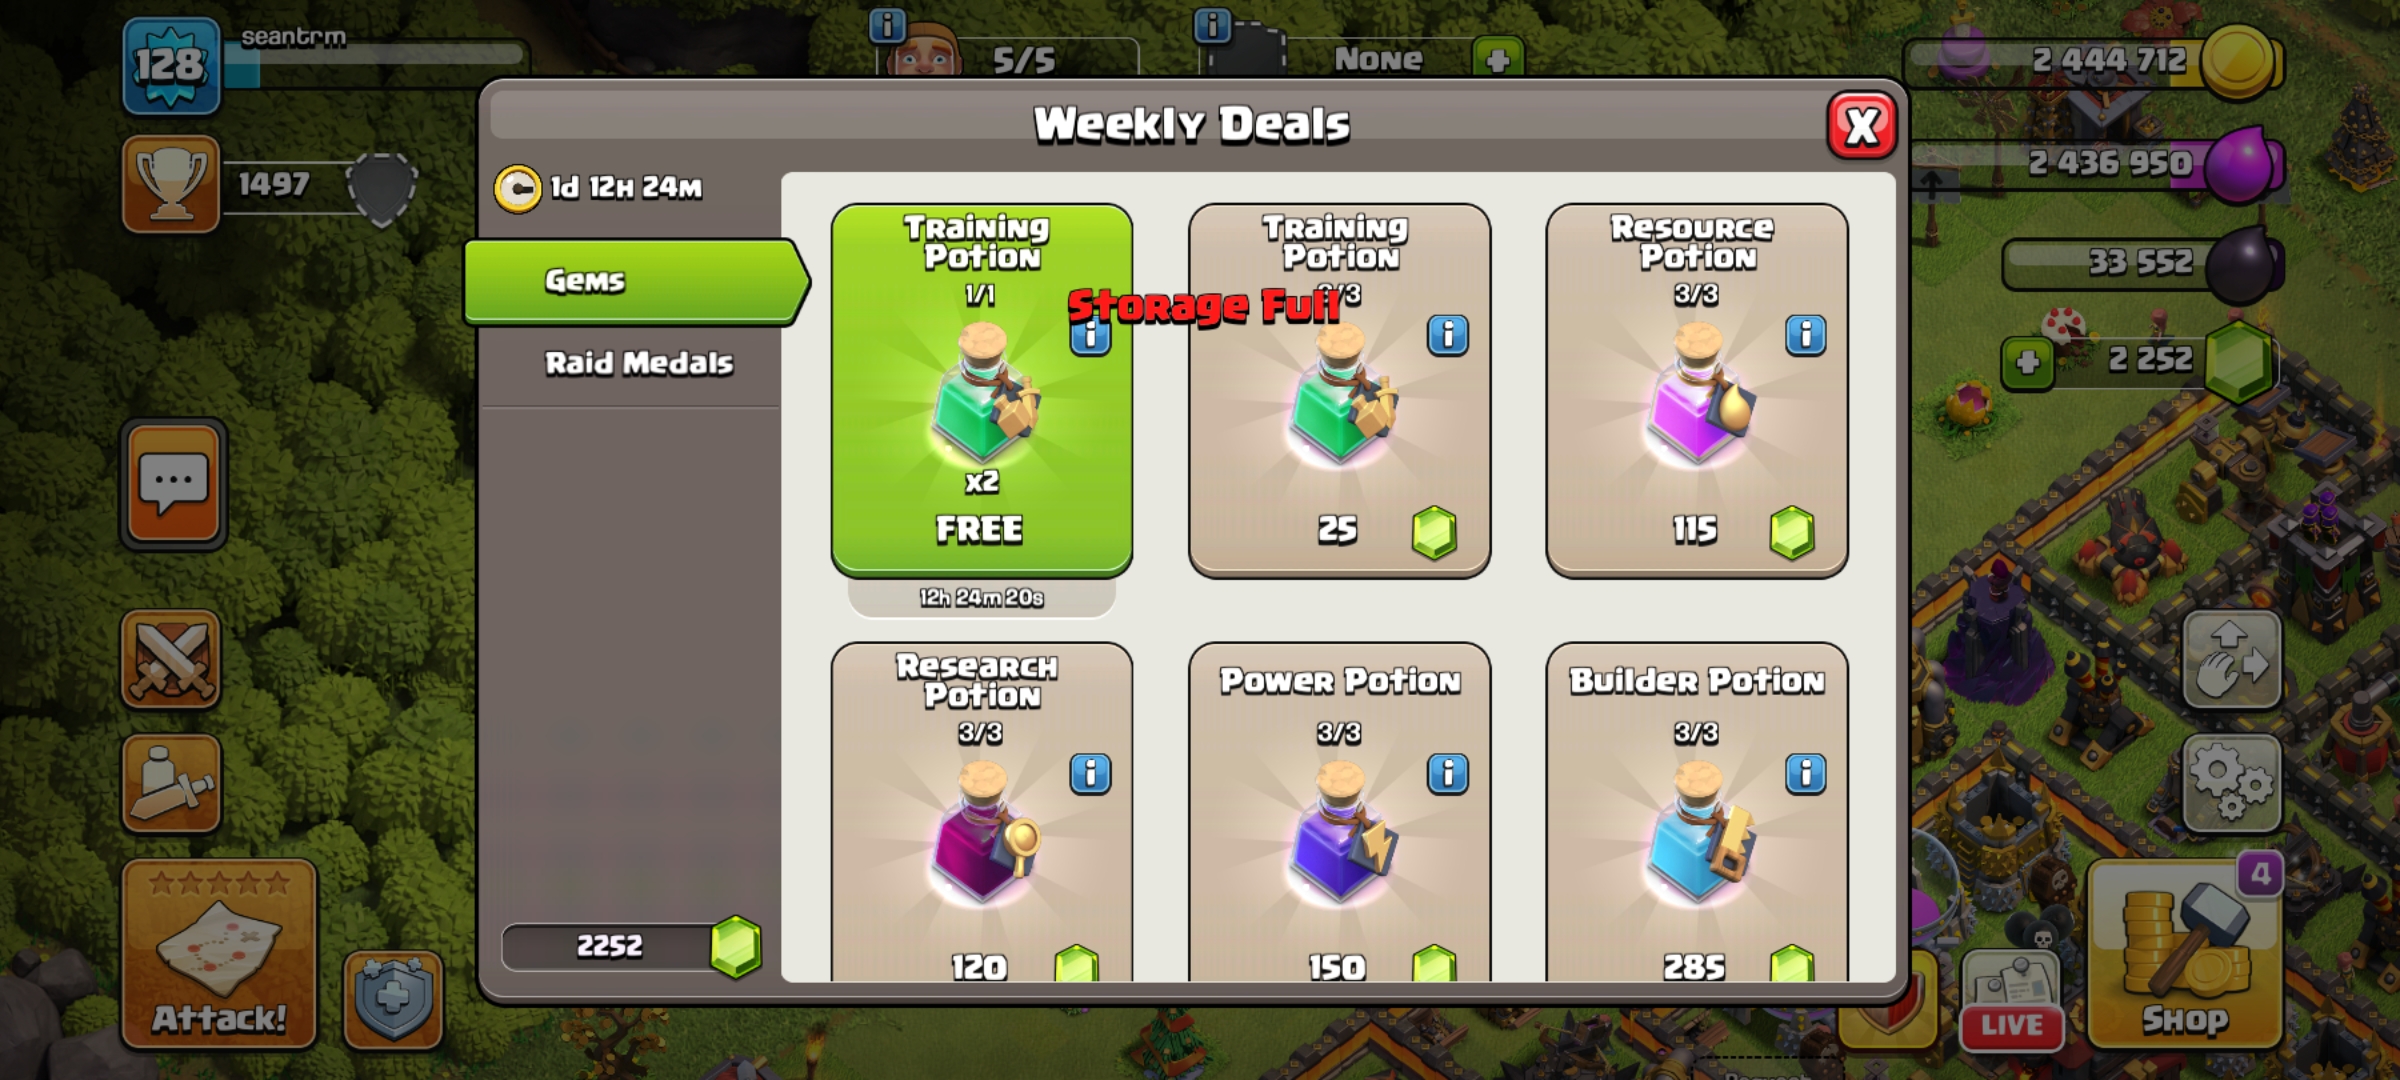 128
seantrm
5/5
None
2 444 712
Weekly Deals
X
1497
1d 12H 24M
2 436 950
Gems
Raid Medals
33 552
2 252
Training
Potion
1/1
x2
FREE
12h 24m 20s
Storage Full
Training
Potion
/3
25
Resource
Potion
3/3
115
Research
Potion
3/3
120
Power Potion
3/3
150
Builder Potion
3/3
285
2252
Attack!
4
LIVE
Shop